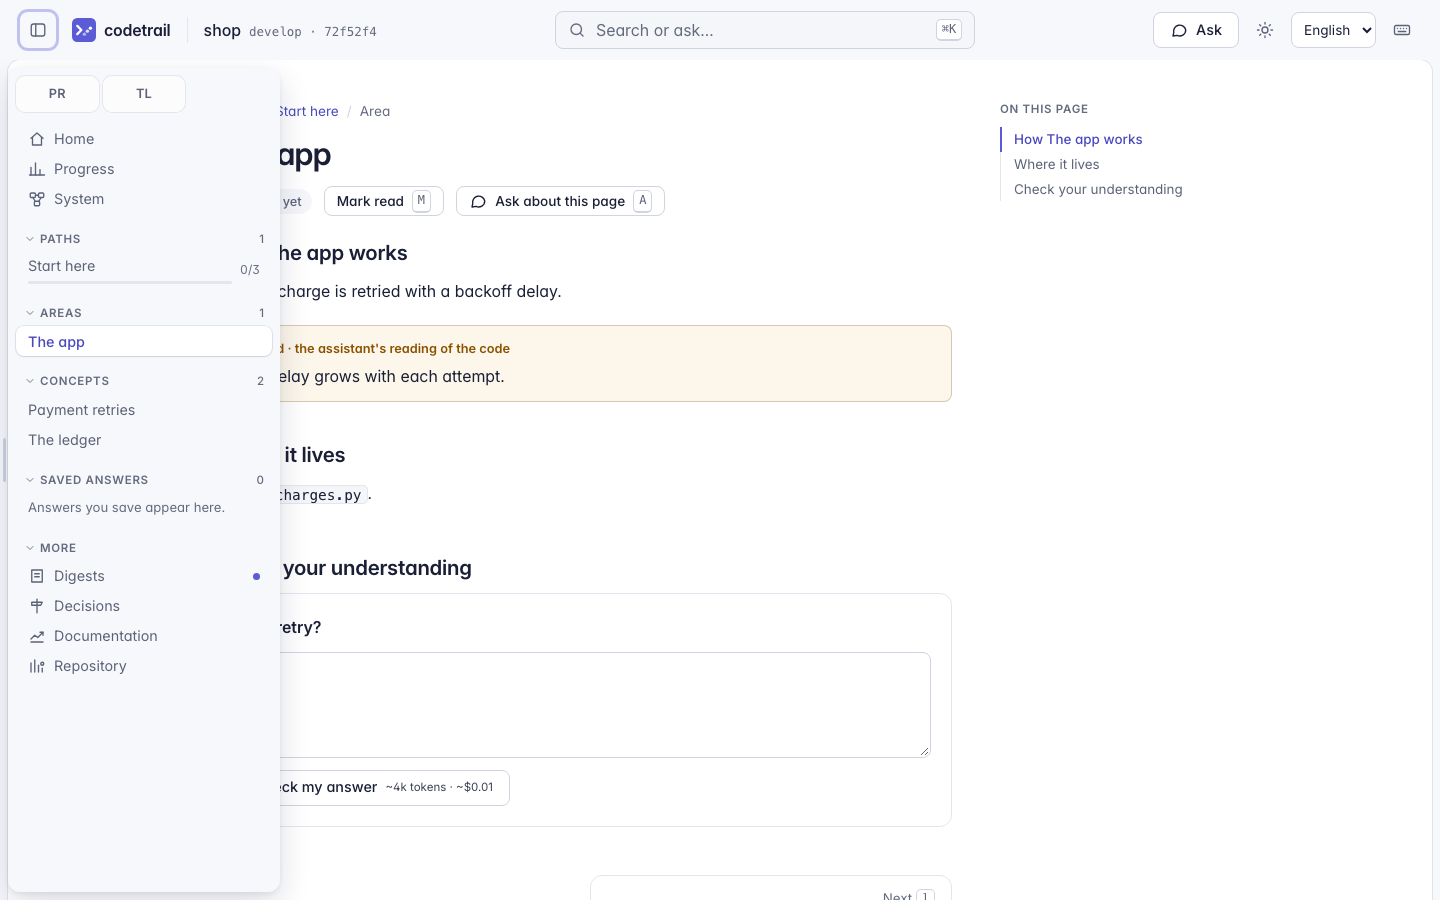 codetrail
shop develop · 72f52f4
Search or ask...
⌘K
Ask
English
PR
TL
Home
Progress
System
PATHS 1
Start here 0/3
AREAS 1
The app
CONCEPTS 2
Payment retries
The ledger
SAVED ANSWERS 0
Answers you save appear here.
MORE
Digests
Decisions
Documentation
Repository
Start here / Area
app
yet
Mark read M
Ask about this page A
he app works
charge is retried with a backoff delay.
d · the assistant's reading of the code
elay grows with each attempt.
it lives
charges.py.
your understanding
retry?
eck my answer ~4k tokens · ~$0.01
Next
ON THIS PAGE
How The app works
Where it lives
Check your understanding